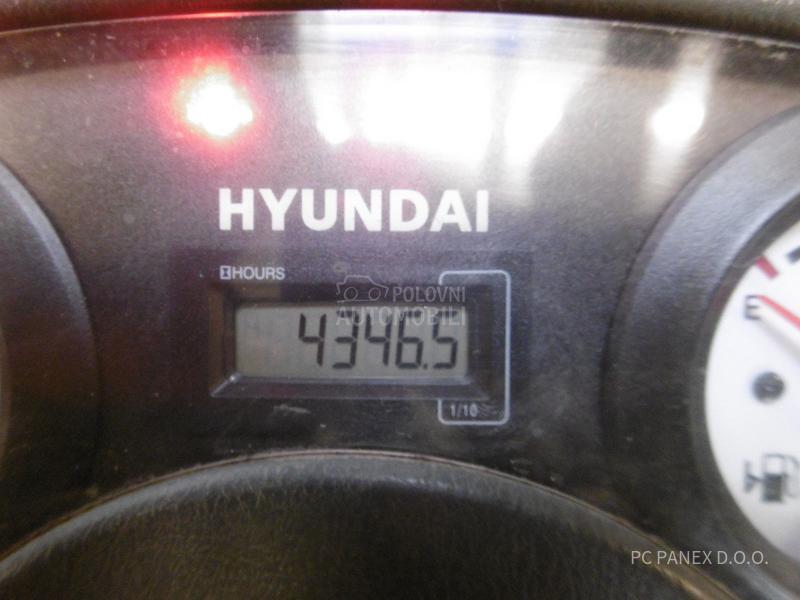 HYUNDAI
HOURS
POLOVNI
AUTOMOBILI
4346.5
1/10
E
PC PANEX D.O.O.